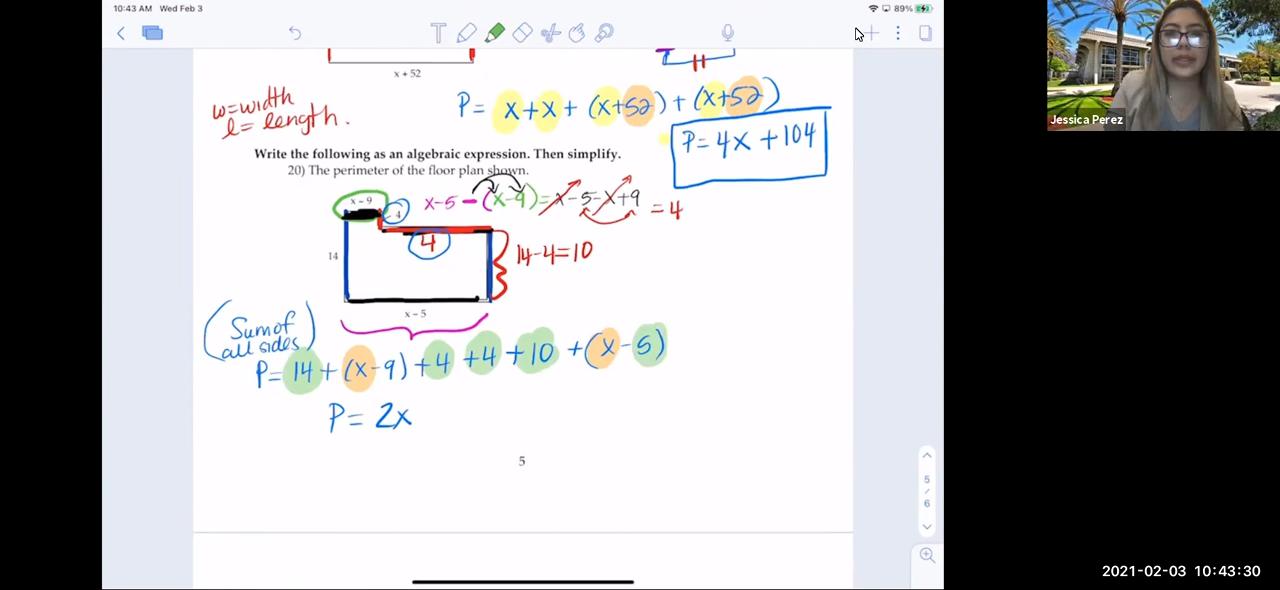 10:43 AM Wed Feb 3
89%
x + 52
w=width
l = length.
P= x+x+ (x+52) + (x+52)
P= 4x +104
Jessica Perez
Write the following as an algebraic expression. Then simplify.
20) The perimeter of the floor plan shown.
x – 9
4
x-5 - (x-9) = x-5-x+9
= 4
4
14
14-4=10
x – 5
(Sum of
all sides)
P= 14 + (x-9) +4 +4 +10 +(x-5)
P= 2x
5
5
/
6
2021-02-03 10:43:30